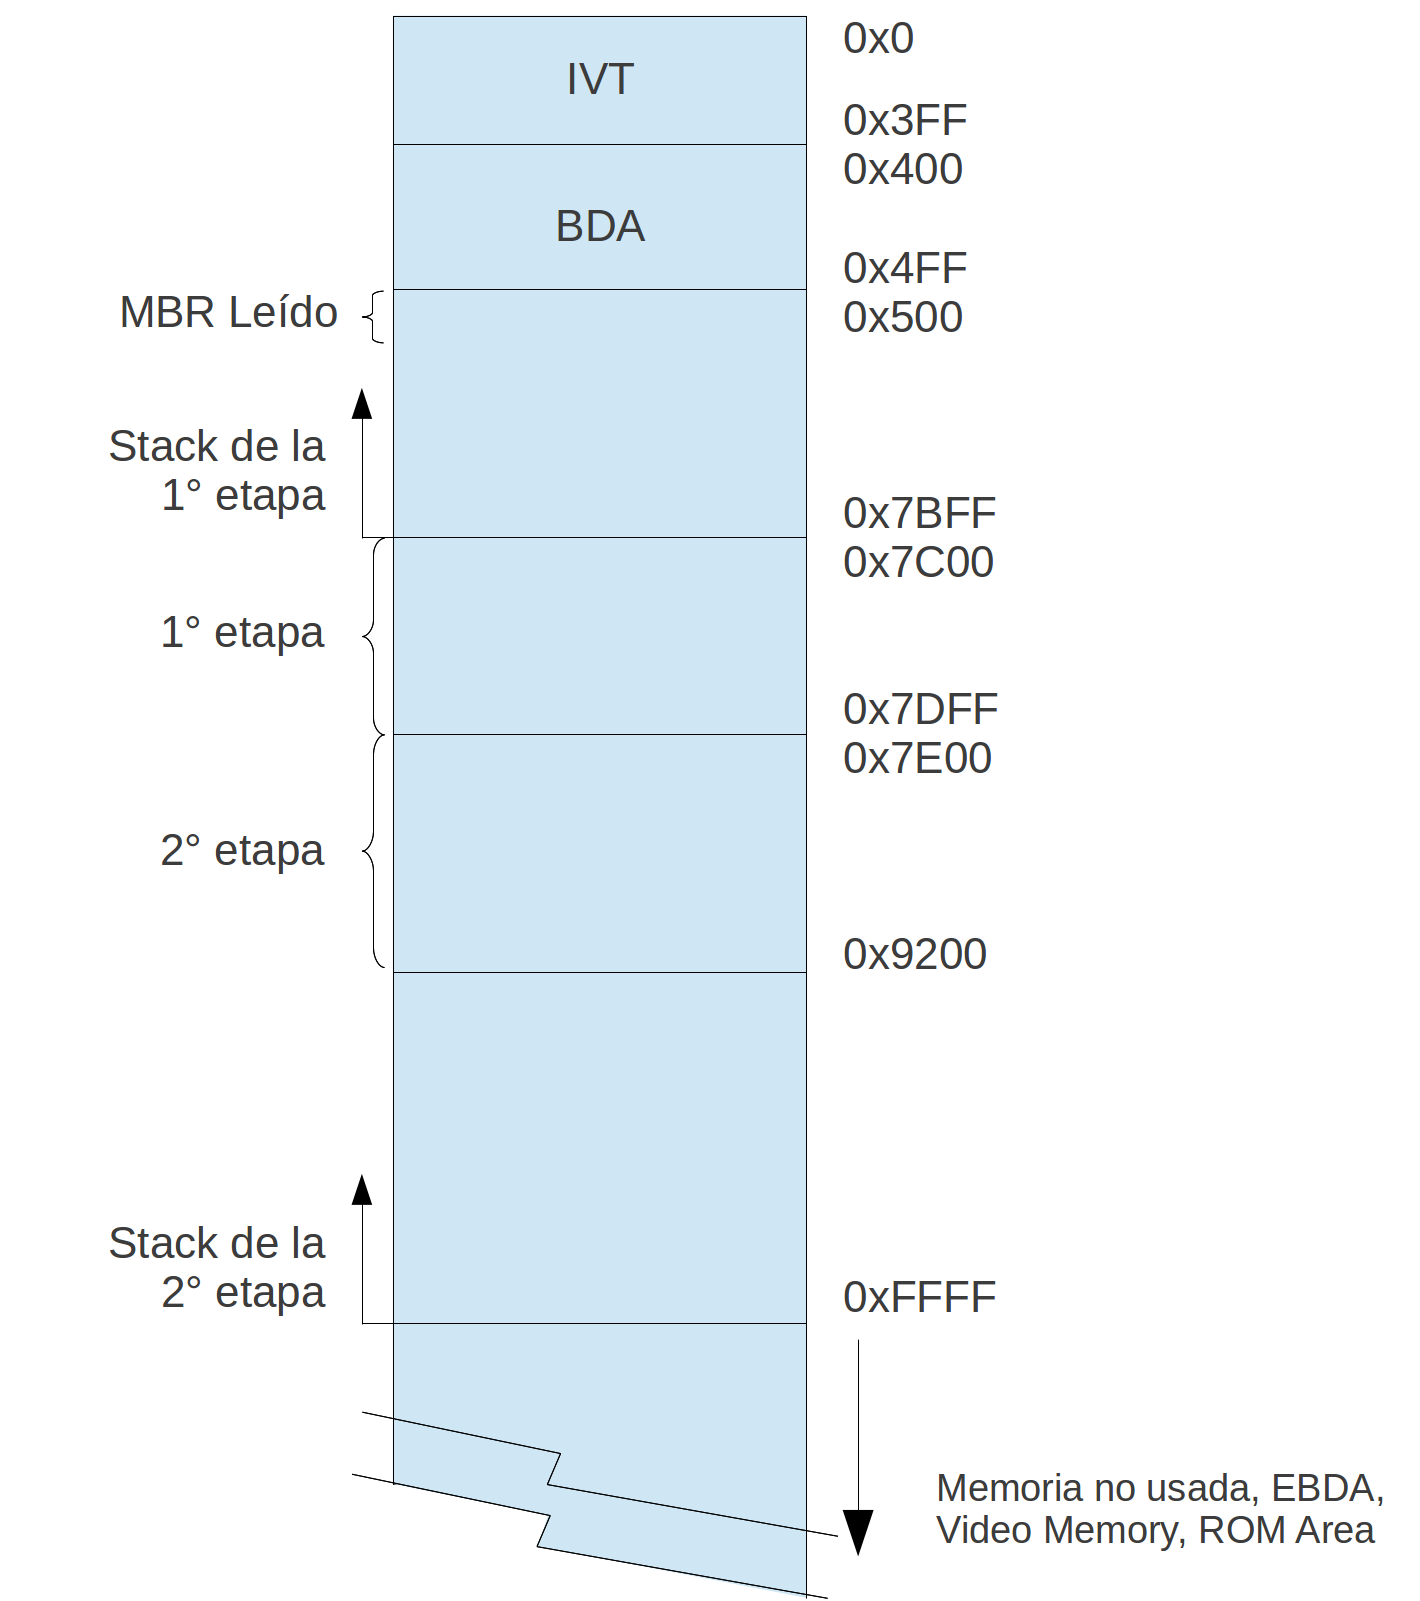 0x0
IVT
0x3FF
0x400
BDA
0x4FF
MBR Leído
0x500
Stack de la
1° etapa
0x7BFF
0x7C00
1° etapa
0x7DFF
0x7E00
2° etapa
0x9200
Stack de la
2° etapa
0xFFFF
Memoria no usada, EBDA,
Video Memory, ROM Area